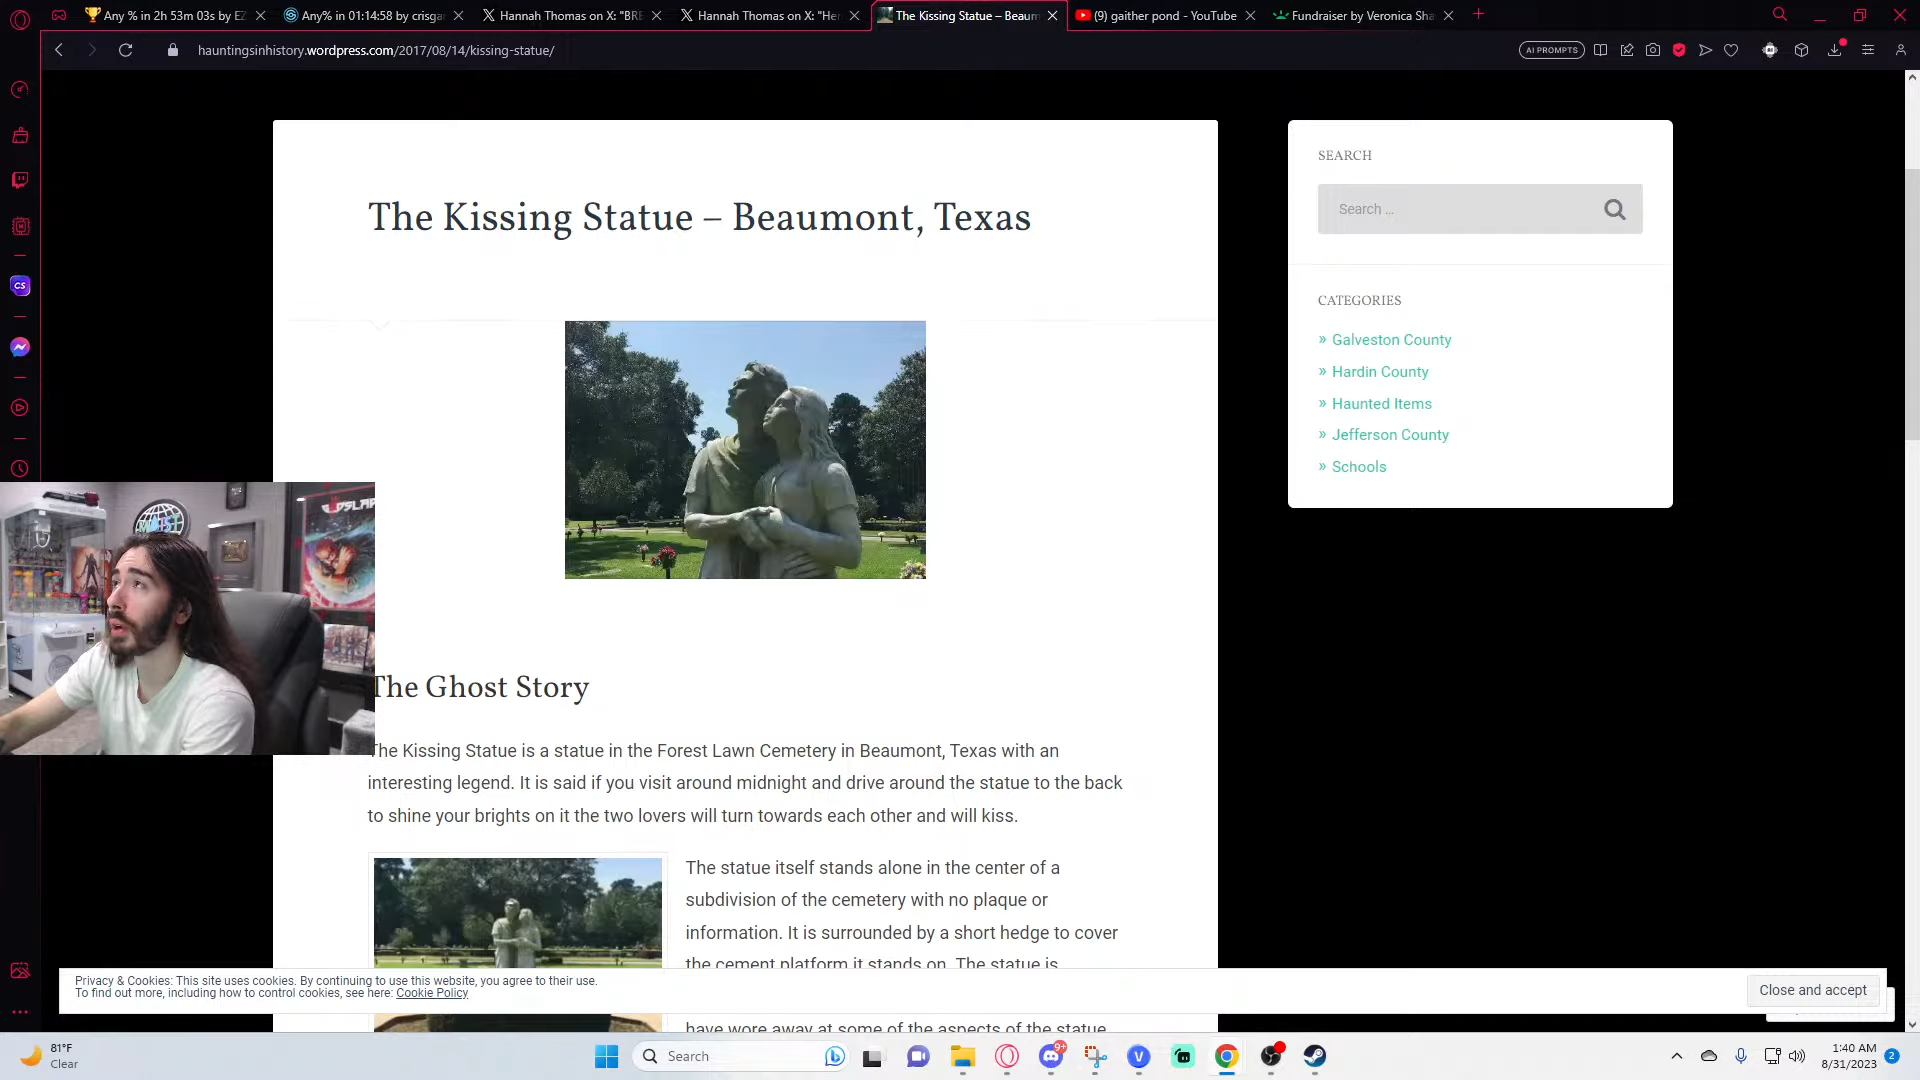 Any % in 2h 53m 03s by EZ
Any% in 01:14:58 by crisgar
Hannah Thomas on X: "BRE
Hannah Thomas on X: "Her
The Kissing Statue – Beaum
(9) gaither pond - YouTube
Fundraiser by Veronica Sha
hauntingsinhistory.wordpress.com/2017/08/14/kissing-statue/
AI PROMPTS
The Kissing Statue – Beaumont, Texas
SEARCH
Search ...
CATEGORIES
» Galveston County
» Hardin County
» Haunted Items
» Jefferson County
» Schools
CS
The Ghost Story
The Kissing Statue is a statue in the Forest Lawn Cemetery in Beaumont, Texas with an
interesting legend. It is said if you visit around midnight and drive around the statue to the back
to shine your brights on it the two lovers will turn towards each other and will kiss.
The statue itself stands alone in the center of a
subdivision of the cemetery with no plaque or
information. It is surrounded by a short hedge to cover
the cement platform it stands on. The statue is
have wore away at some of the aspects of the statue
Privacy & Cookies: This site uses cookies. By continuing to use this website, you agree to their use.
To find out more, including how to control cookies, see here: Cookie Policy
Close and accept
81°F
Clear
Search
9+
V
1:40 AM
8/31/2023
2